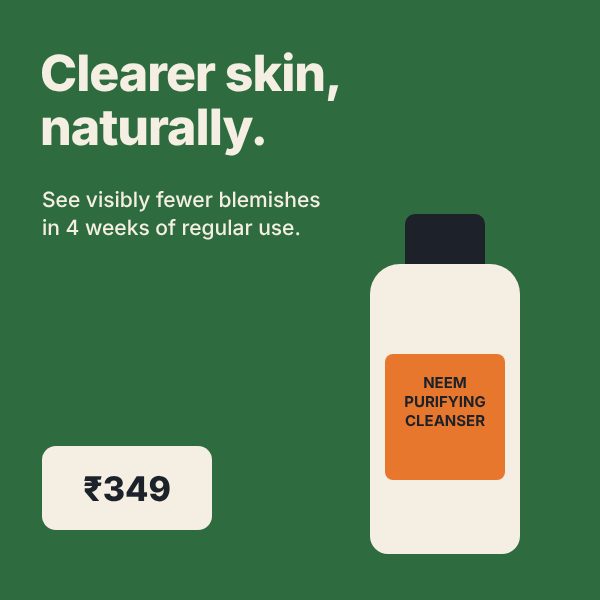 Clearer skin,
naturally.
See visibly fewer blemishes
in 4 weeks of regular use.
NEEM
PURIFYING
CLEANSER
₹349